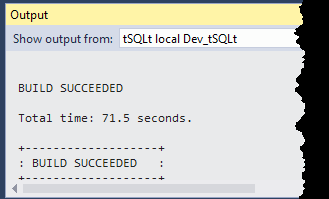 Output
Show output from: tSQLt local Dev_tSQLt
BUILD SUCCEEDED
Total time: 71.5 seconds.
+-------------------+
: BUILD SUCCEEDED   :
+-------------------+